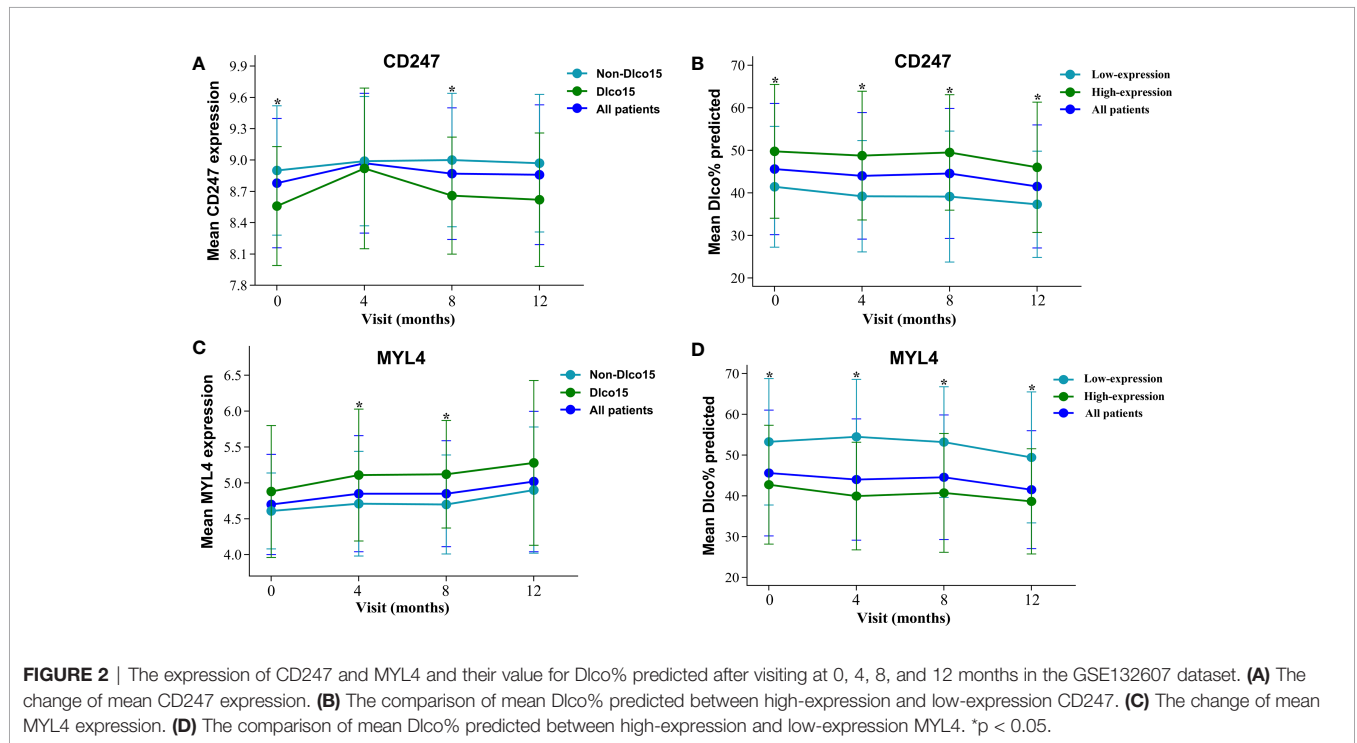 A
CD247
Mean CD247 expression
9.9
9.6
9.3
9.0
8.7
8.4
8.1
7.8
*
*
0 4 8 12
Visit (months)
Non-Dlco15
Dlco15
All patients
B
CD247
Mean Dlco% predicted
70
60
50
40
30
20
* * * *
0 4 8 12
Visit (months)
Low-expression
High-expression
All patients
C
MYL4
Mean MYL4 expression
6.5
6.0
5.5
5.0
4.5
4.0
* *
0 4 8 12
Visit (months)
Non-Dlco15
Dlco15
All patients
D
MYL4
Mean Dlco% predicted
70
60
50
40
30
20
* * * *
0 4 8 12
Visit (months)
Low-expression
High-expression
All patients
FIGURE 2 | The expression of CD247 and MYL4 and their value for Dlco% predicted after visiting at 0, 4, 8, and 12 months in the GSE132607 dataset. (A) The
change of mean CD247 expression. (B) The comparison of mean Dlco% predicted between high-expression and low-expression CD247. (C) The change of mean
MYL4 expression. (D) The comparison of mean Dlco% predicted between high-expression and low-expression MYL4. *p < 0.05.